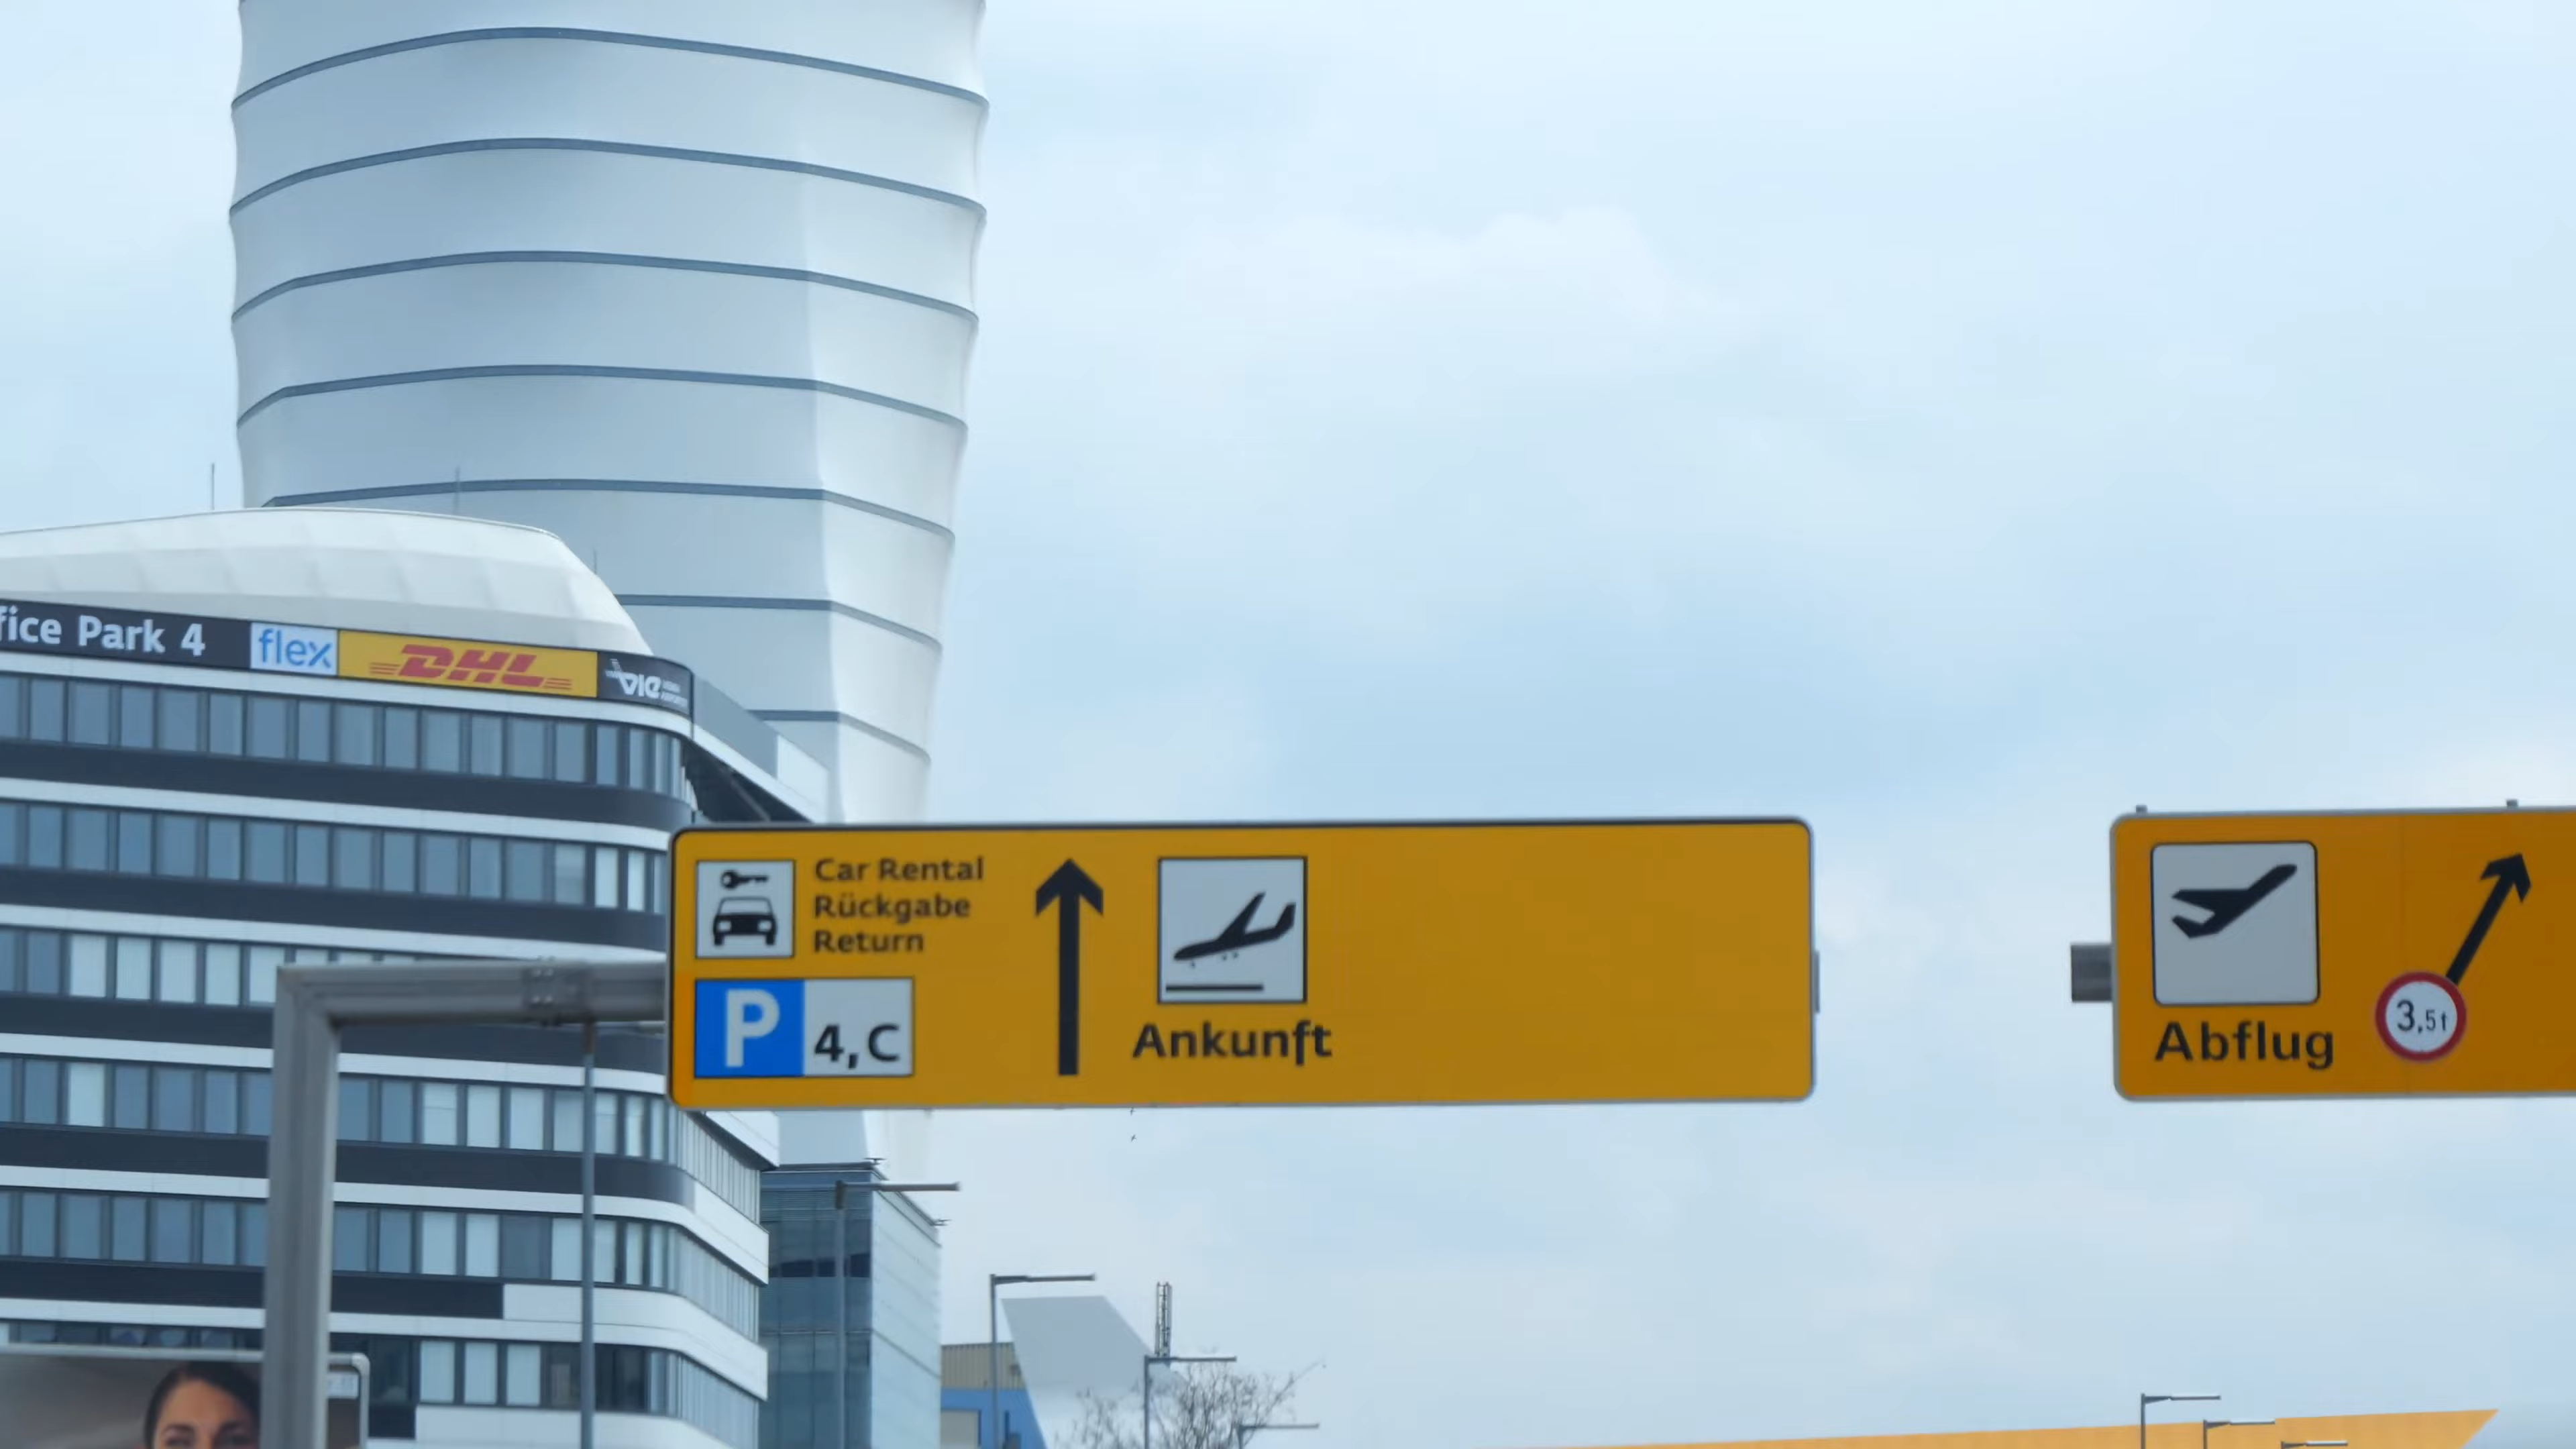 fice Park 4
flex
DHL
VIE
Car Rental
Rückgabe
Return
P 4, C
Ankunft
Abflug
3,5t